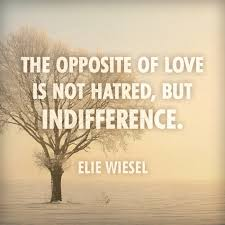 THE OPPOSITE OF LOVE
IS NOT HATRED, BUT
INDIFFERENCE.
ELIE WIESEL